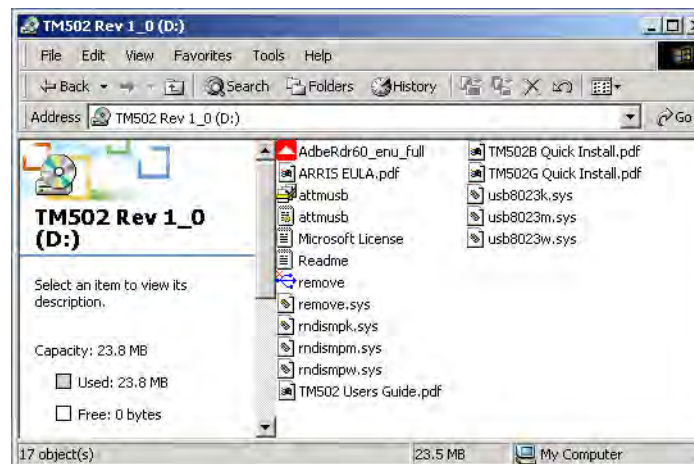 TM502 Rev 1_0 (D:)
File Edit View Favorites Tools Help
Back Search Folders History
Address TM502 Rev 1_0 (D:) Go
TM502 Rev 1_0
(D:)
Select an item to view its
description.
Capacity: 23.8 MB
Used: 23.8 MB
Free: 0 bytes
AdbeRdr60_enu_full
ARRIS EULA.pdf
attmusb
attmusb
Microsoft License
Readme
remove
remove.sys
rndismpk.sys
rndismpm.sys
rndismpw.sys
TM502 Users Guide.pdf
TM502B Quick Install.pdf
TM502G Quick Install.pdf
usb8023k.sys
usb8023m.sys
usb8023w.sys
17 object(s) 23.5 MB My Computer